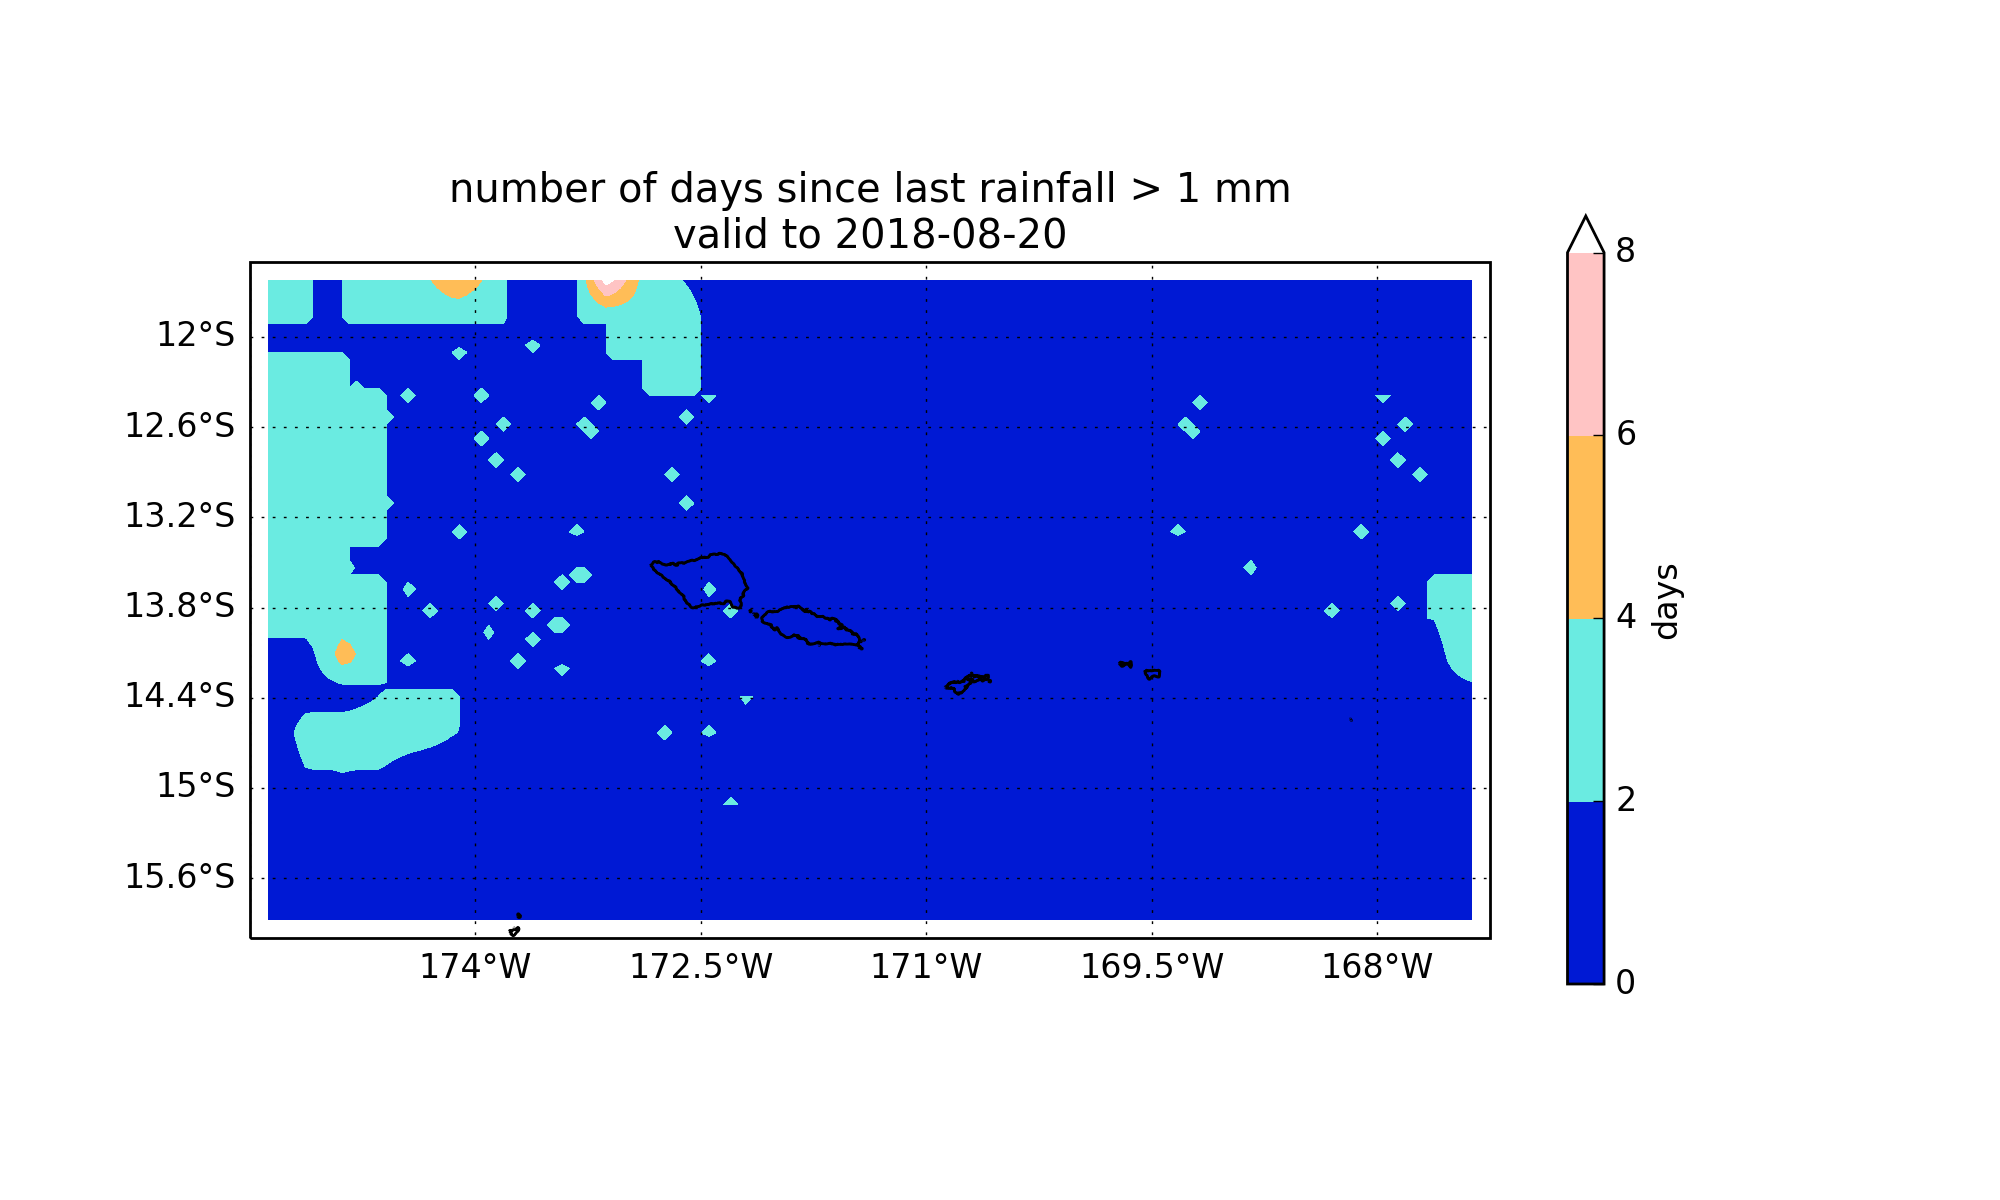 number of days since last rainfall > 1 mm
valid to 2018-08-20
12°S
12.6°S
13.2°S
13.8°S
14.4°S
15°S
15.6°S
174°W
172.5°W
171°W
169.5°W
168°W
8
6
4
2
0
days